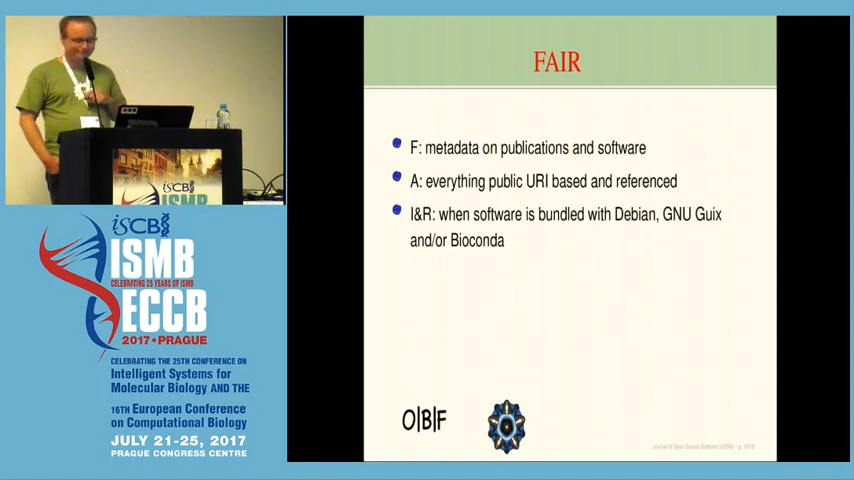 FAIR
F: metadata on publications and software
A: everything public URI based and referenced
I&R: when software is bundled with Debian, GNU Guix
and/or Bioconda
O|B|F
iSCB
ISMB
iSCB
ISMB
CELEBRATING 25 YEARS OF ISMB
ECCB
2017 • PRAGUE
CELEBRATING THE 25TH CONFERENCE ON
Intelligent Systems for
Molecular Biology AND THE
16TH European Conference
on Computational Biology
JULY 21-25, 2017
PRAGUE CONGRESS CENTRE